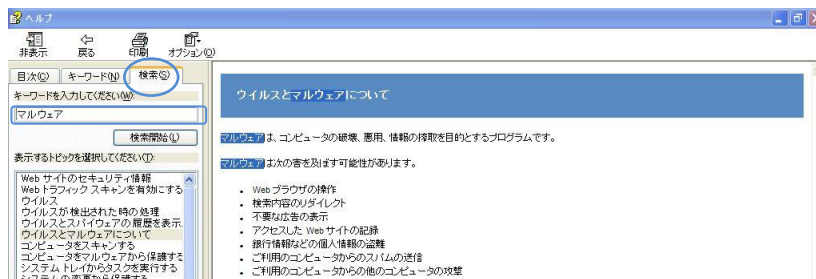 ヘルプ
非表示 戻る 印刷 オプション(O)
目次(C) キーワード(N) 検索(S)
キーワードを入力してください(W):
マルウェア
検索開始(L)
表示するトピックを選択してください(T):
Web サイトのセキュリティ情報
Web トラフィック スキャンを有効にする
ウイルス
ウイルスが検出された時の処理
ウイルスとスパイウェアの履歴を表示
ウイルスとマルウェアについて
コンピュータをスキャンする
コンピュータをマルウェアから保護する
システム トレイからタスクを実行する
システムの変更から保護する
ウイルスとマルウェアについて
マルウェアは、コンピュータの破壊、悪用、情報の搾取を目的とするプログラムです。
マルウェアは次の害を及ぼす可能性があります。
• Web ブラウザの操作
• 検索内容のリダイレクト
• 不要な広告の表示
• アクセスした Web サイトの記録
• 銀行情報などの個人情報の盗難
• ご利用のコンピュータからのスパムの送信
• ご利用のコンピュータからの他のコンピュータの攻撃